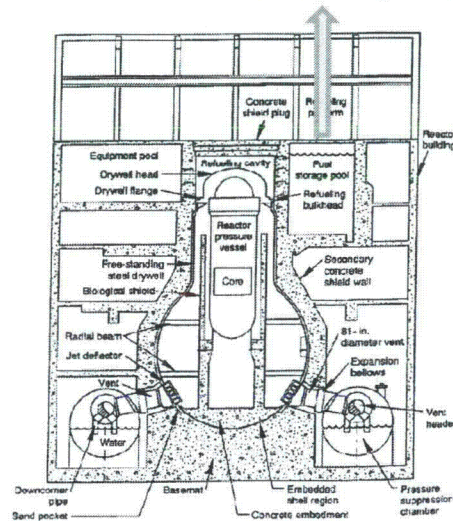 Concrete
shield plug
Refueling
platform
Reactor
building
Equipment pool
Refueling cavity
Fuel
storage pool
Drywell head
Drywell flange
Refueling
bulkhead
Reactor
pressure
vessel
Free-standing
steel drywell
Secondary
concrete
shield wall
Biological shield
Core
81- in.
diameter vent
Radial beam
Jet deflector
Expansion
bellows
Vent
Vent
header
Water
Downcomer
pipe
Basemat
Embedded
shell region
Pressure
suppression
chamber
Sand pocket
Concrete embedment